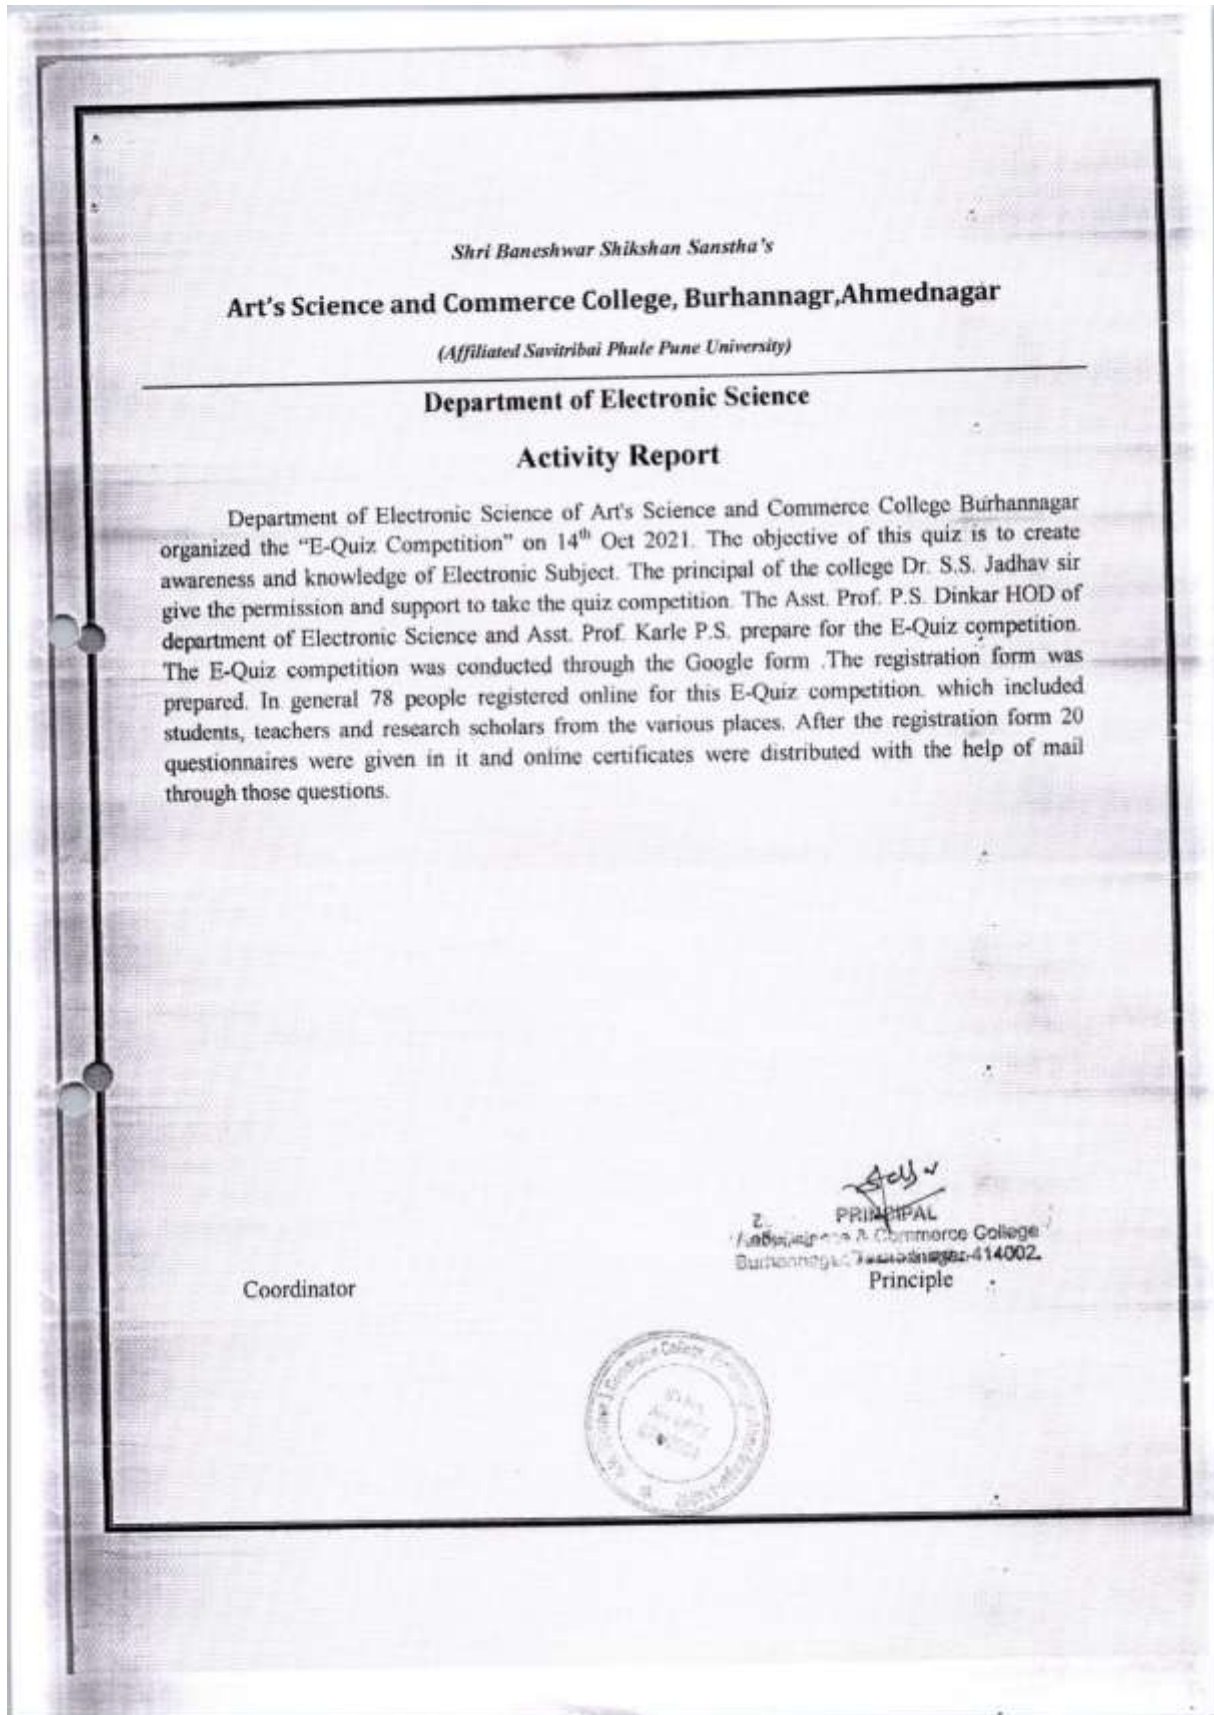 Shri Baneshwar Shikshan Sanstha's
Art's Science and Commerce College, Burhannagr,Ahmednagar
(Affiliated Savitribai Phule Pune University)
Department of Electronic Science
Activity Report
Department of Electronic Science of Art's Science and Commerce College Burhannagar
organized the "E-Quiz Competition" on 14th Oct 2021. The objective of this quiz is to create
awareness and knowledge of Electronic Subject. The principal of the college Dr. S.S. Jadhav sir
give the permission and support to take the quiz competition. The Asst. Prof. P.S. Dinkar HOD of
department of Electronic Science and Asst. Prof. Karle P.S. prepare for the E-Quiz competition.
The E-Quiz competition was conducted through the Google form .The registration form was
prepared. In general 78 people registered online for this E-Quiz competition. which included
students, teachers and research scholars from the various places. After the registration form 20
questionnaires were given in it and online certificates were distributed with the help of mail
through those questions.
PRINCIPAL
& Commerce College
414002.
Coordinator
Principle
Commerce College